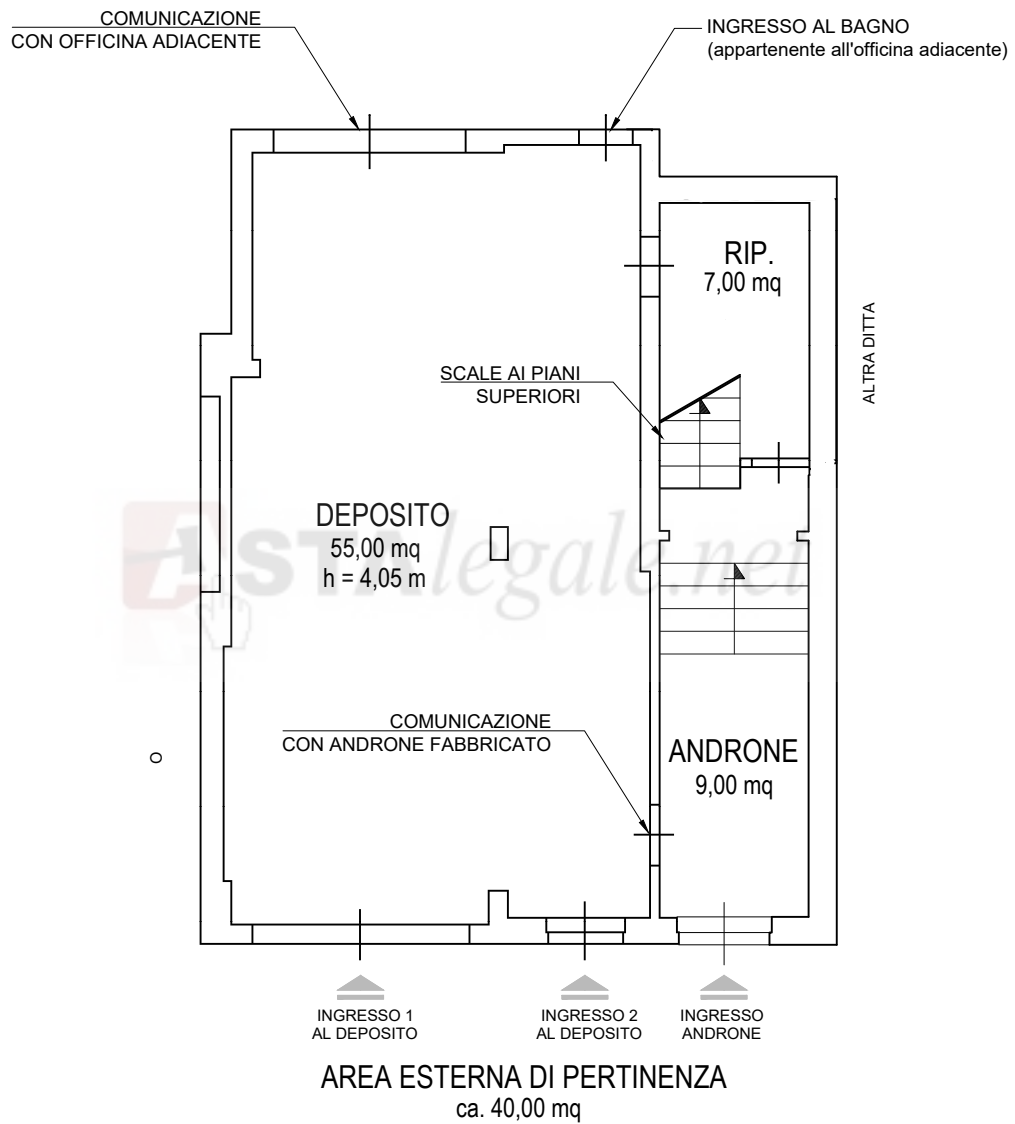 COMUNICAZIONE
CON OFFICINA ADIACENTE
INGRESSO AL BAGNO
(appartenente all'officina adiacente)
RIP.
7,00 mq
ALTRA DITTA
SCALE AI PIANI
SUPERIORI
DEPOSITO
55,00 mq
h = 4,05 m
ASTAlegale.net
COMUNICAZIONE
CON ANDRONE FABBRICATO
ANDRONE
9,00 mq
O
INGRESSO 1
AL DEPOSITO
INGRESSO 2
AL DEPOSITO
INGRESSO
ANDRONE
AREA ESTERNA DI PERTINENZA
ca. 40,00 mq